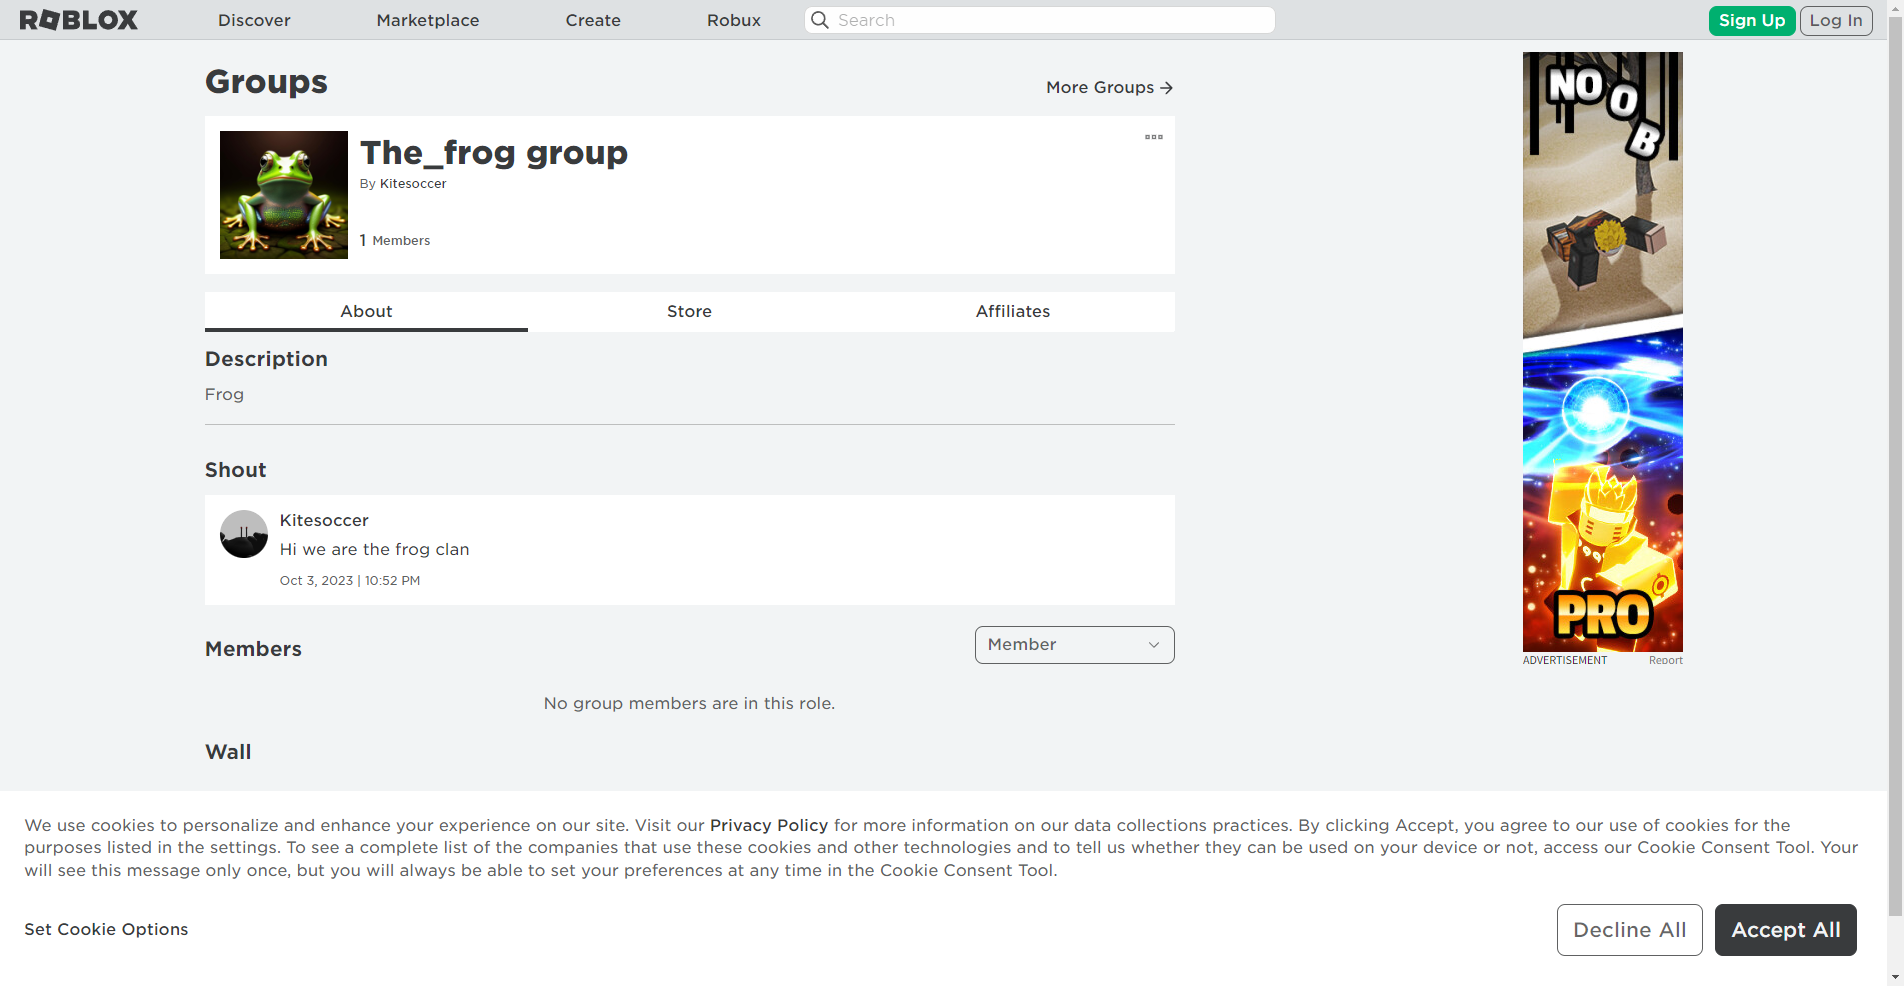 ROBLOX
Discover
Marketplace
Create
Robux
Search
Sign Up
Log In
Groups
More Groups
The_frog group
By Kitesoccer
1 Members
About
Store
Affiliates
Description
Frog
Shout
Kitesoccer
Hi we are the frog clan
Oct 3, 2023 | 10:52 PM
Members
Member
No group members are in this role.
Wall
NOOB
PRO
ADVERTISEMENT
Report
We use cookies to personalize and enhance your experience on our site. Visit our Privacy Policy for more information on our data collections practices. By clicking Accept, you agree to our use of cookies for the
purposes listed in the settings. To see a complete list of the companies that use these cookies and other technologies and to tell us whether they can be used on your device or not, access our Cookie Consent Tool. Your
will see this message only once, but you will always be able to set your preferences at any time in the Cookie Consent Tool.
Set Cookie Options
Decline All
Accept All